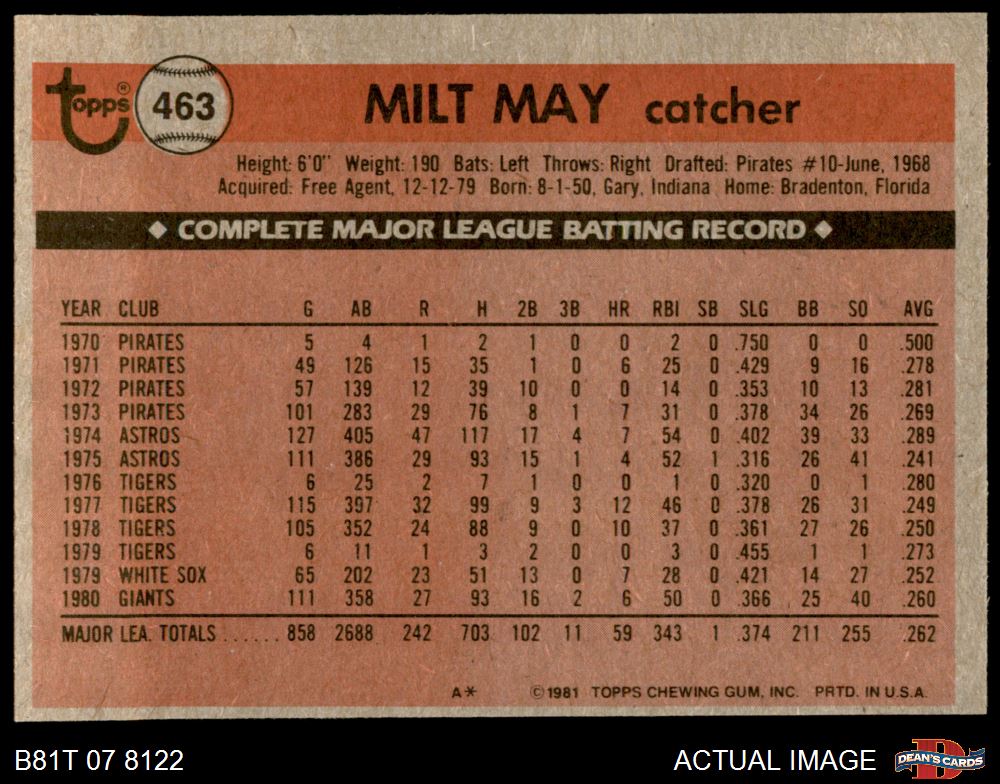 topps® 463 MILT MAY catcher
Height: 6'0" Weight: 190 Bats: Left Throws: Right Drafted: Pirates #10-June, 1968
Acquired: Free Agent, 12-12-79 Born: 8-1-50, Gary, Indiana Home: Bradenton, Florida
◆ COMPLETE MAJOR LEAGUE BATTING RECORD ◆
YEAR CLUB G AB R H 2B 3B HR RBI SB SLG BB SO AVG
1970 PIRATES 5 4 1 2 1 0 0 2 0 .750 0 0 .500
1971 PIRATES 49 126 15 35 1 0 6 25 0 .429 9 16 .278
1972 PIRATES 57 139 12 39 10 0 0 14 0 .353 10 13 .281
1973 PIRATES 101 283 29 76 8 1 7 31 0 .378 34 26 .269
1974 ASTROS 127 405 47 117 17 4 7 54 0 .402 39 33 .289
1975 ASTROS 111 386 29 93 15 1 4 52 1 .316 26 41 .241
1976 TIGERS 6 25 2 7 1 0 0 1 0 .320 0 1 .280
1977 TIGERS 115 397 32 99 9 3 12 46 0 .378 26 31 .249
1978 TIGERS 105 352 24 88 9 0 10 37 0 .361 27 26 .250
1979 TIGERS 6 11 1 3 2 0 0 3 0 .455 1 1 .273
1979 WHITE SOX 65 202 23 51 13 0 7 28 0 .421 14 27 .252
1980 GIANTS 111 358 27 93 16 2 6 50 0 .366 25 40 .260
MAJOR LEA. TOTALS ...... 858 2688 242 703 102 11 59 343 1 .374 211 255 .262
A* ©1981 TOPPS CHEWING GUM, INC. PRTD. IN U.S.A.
B81T 07 8122 ACTUAL IMAGE DEAN'S CARDS